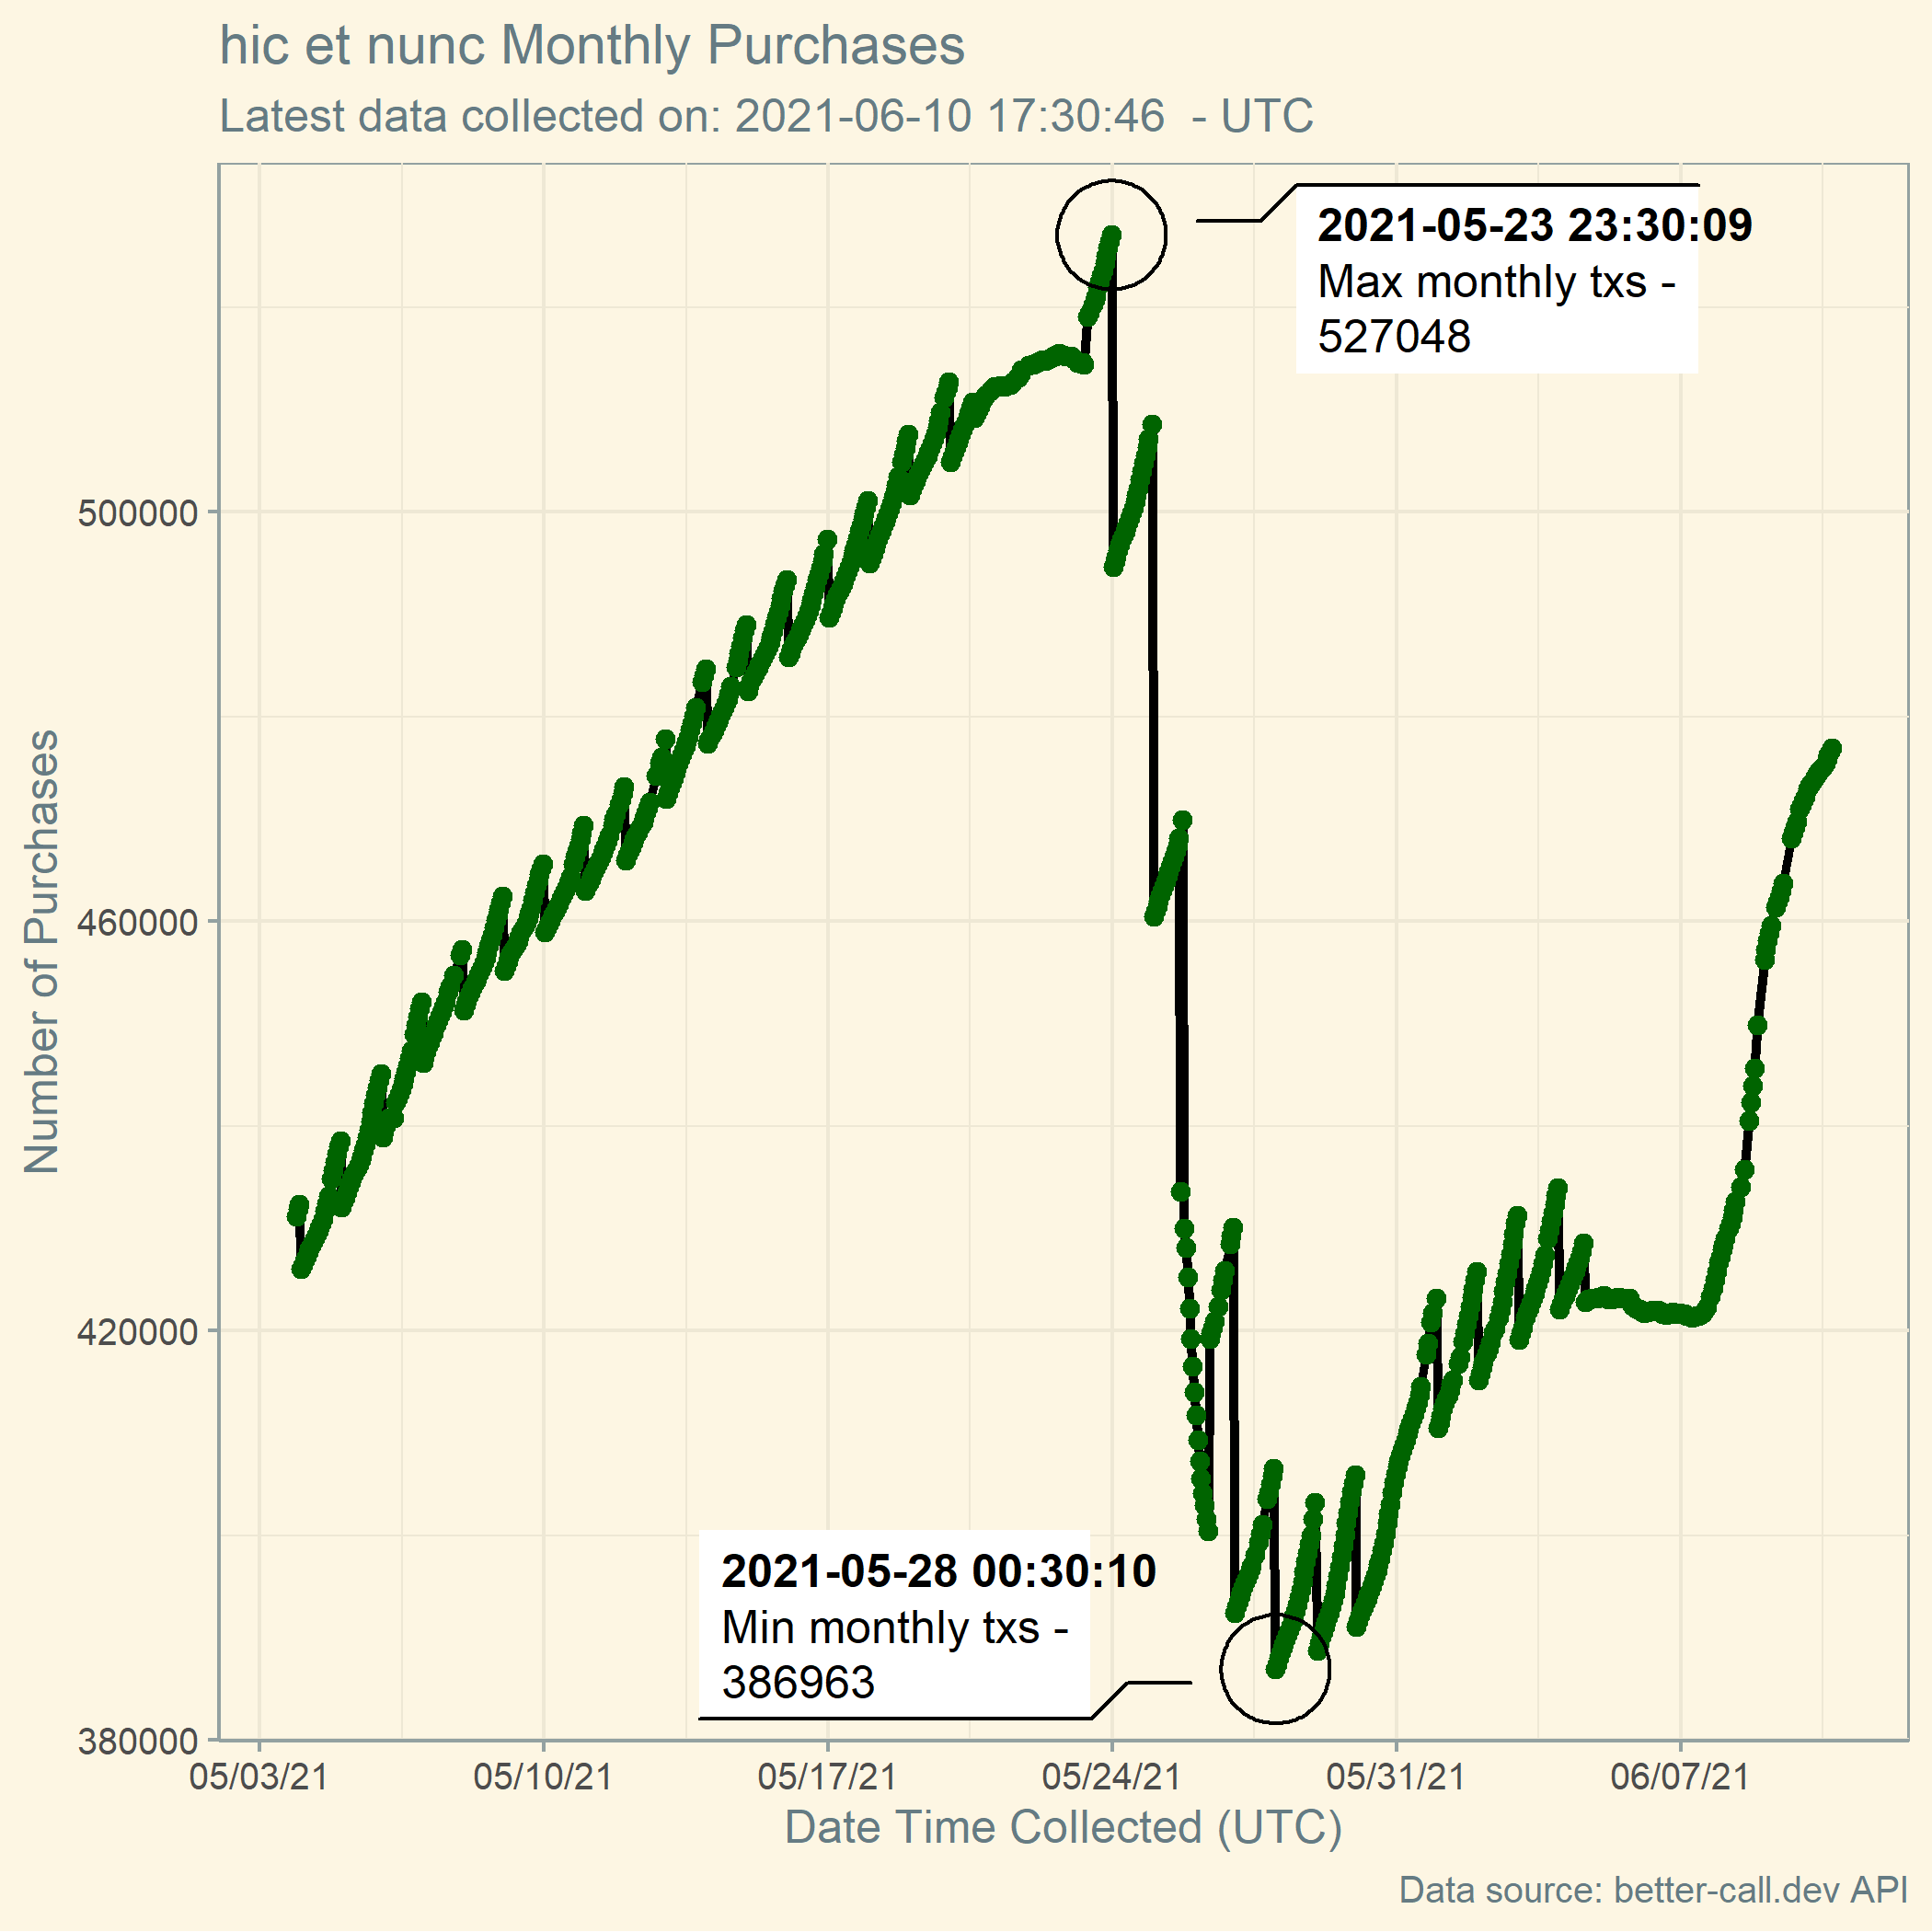 hic et nunc Monthly Purchases
Latest data collected on: 2021-06-10 17:30:46  - UTC
2021-05-23 23:30:09
Max monthly txs -
527048
Number of Purchases
500000
460000
420000
380000
2021-05-28 00:30:10
Min monthly txs -
386963
05/03/21 05/10/21 05/17/21 05/24/21 05/31/21 06/07/21
Date Time Collected (UTC)
Data source: better-call.dev API